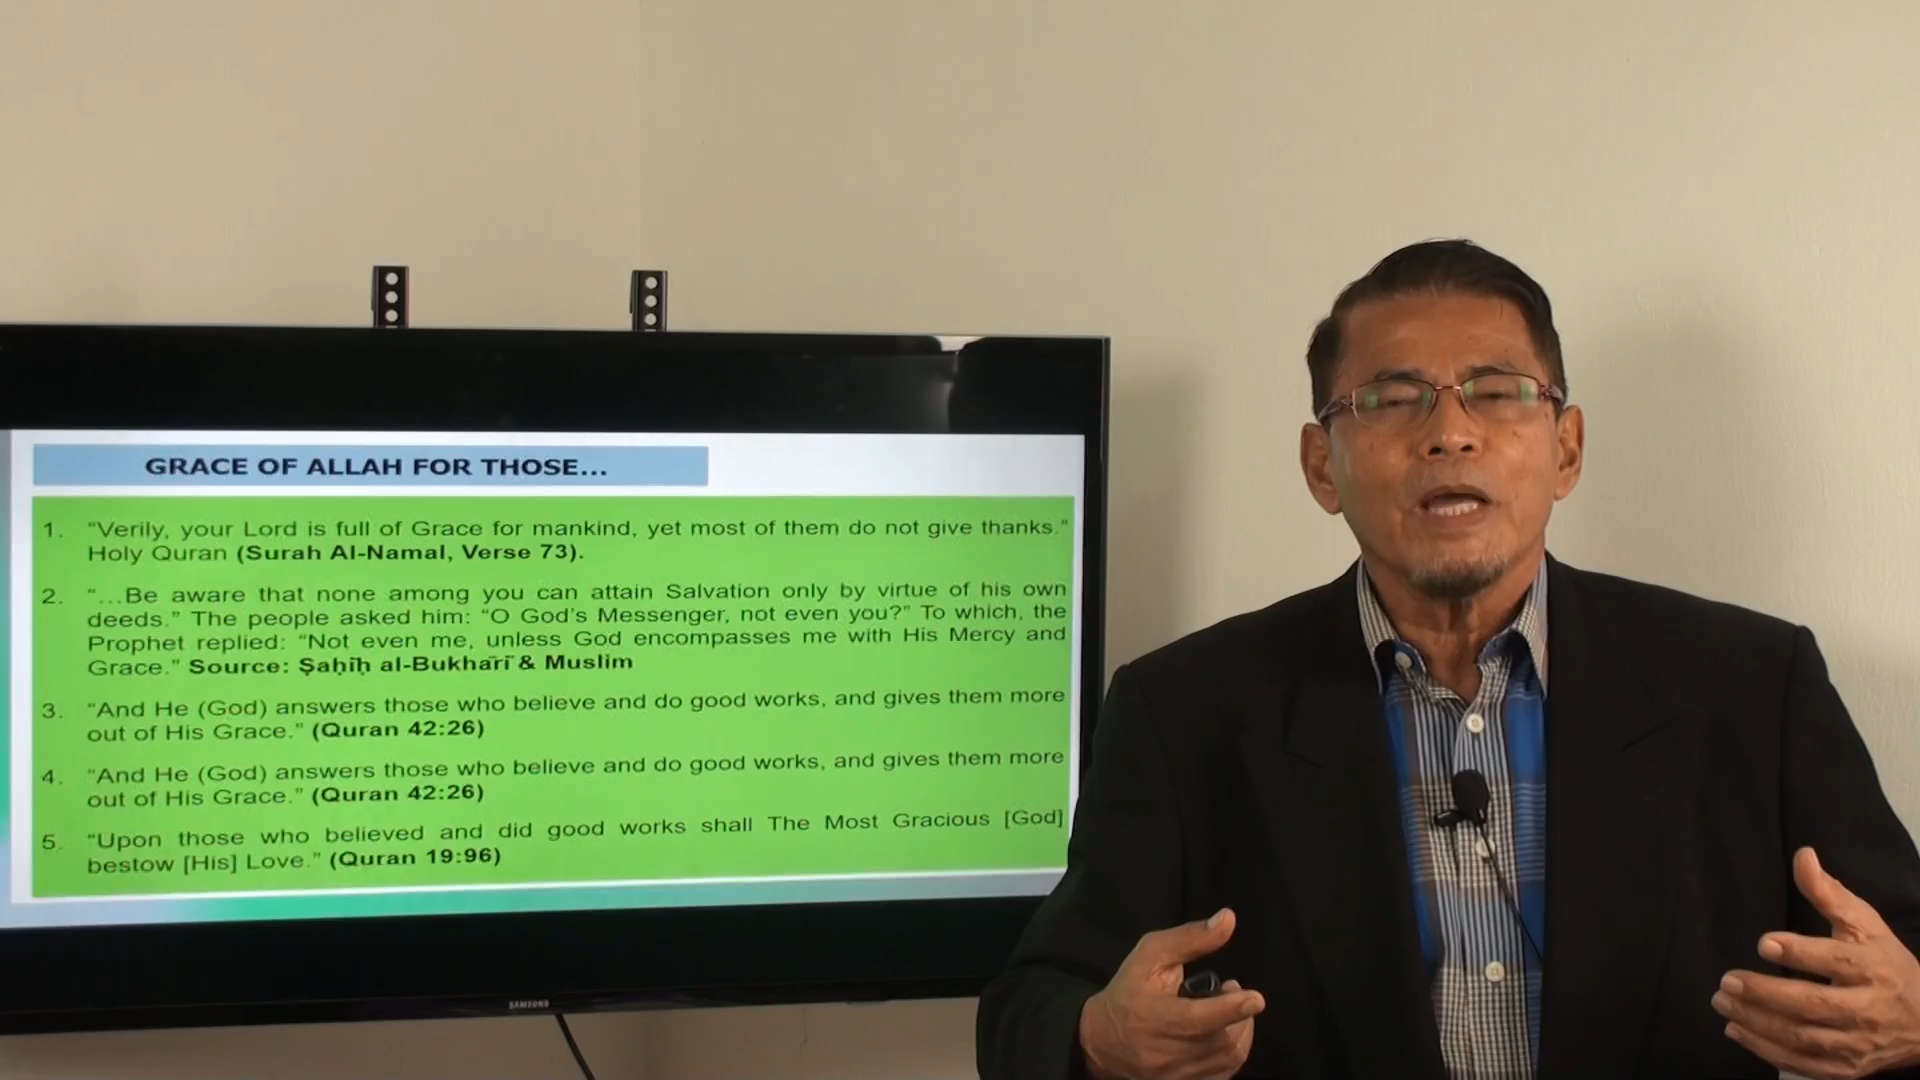 GRACE OF ALLAH FOR THOSE...
1. “Verily, your Lord is full of Grace for mankind, yet most of them do not give thanks.”
Holy Quran (Surah Al-Namal, Verse 73).
2. “...Be aware that none among you can attain Salvation only by virtue of his own
deeds.” The people asked him: “O God’s Messenger, not even you?” To which, the
Prophet replied: “Not even me, unless God encompasses me with His Mercy and
Grace.” Source: Ṣaḥīḥ al-Bukhārī & Muslim
3. “And He (God) answers those who believe and do good works, and gives them more
out of His Grace.” (Quran 42:26)
4. “And He (God) answers those who believe and do good works, and gives them more
out of His Grace.” (Quran 42:26)
5. “Upon those who believed and did good works shall The Most Gracious [God]
bestow [His] Love.” (Quran 19:96)
SAMSUNG